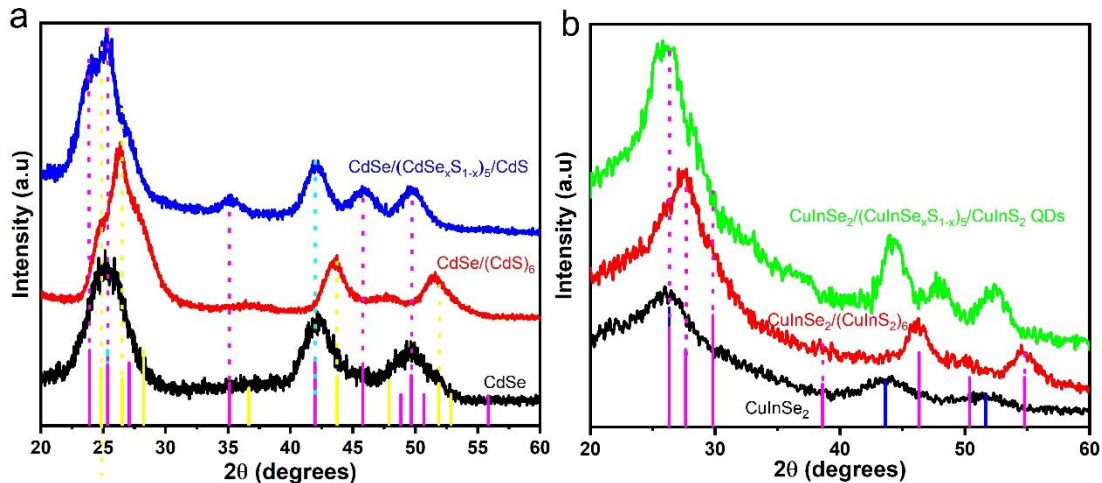 a
Intensity (a.u)
CdSe/(CdSeₓS₁₋ₓ)₅/CdS
CdSe/(CdS)₆
CdSe
20 25 30 35 40 45 50 55 60
2θ (degrees)
b
Intensity (a.u)
CuInSe₂/(CuInSeₓS₁₋ₓ)₅/CuInS₂ QDs
CuInSe₂/(CuInS₂)₆
CuInSe₂
20 30 40 50 60
2θ (degrees)